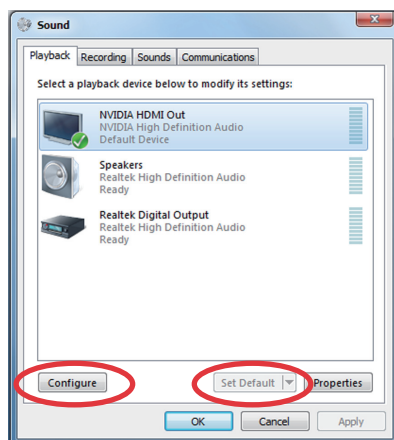 Sound
Playback Recording Sounds Communications
Select a playback device below to modify its settings:
NVIDIA HDMI Out
NVIDIA High Definition Audio
Default Device
Speakers
Realtek High Definition Audio
Ready
Realtek Digital Output
Realtek High Definition Audio
Ready
Configure Set Default Properties
OK Cancel Apply